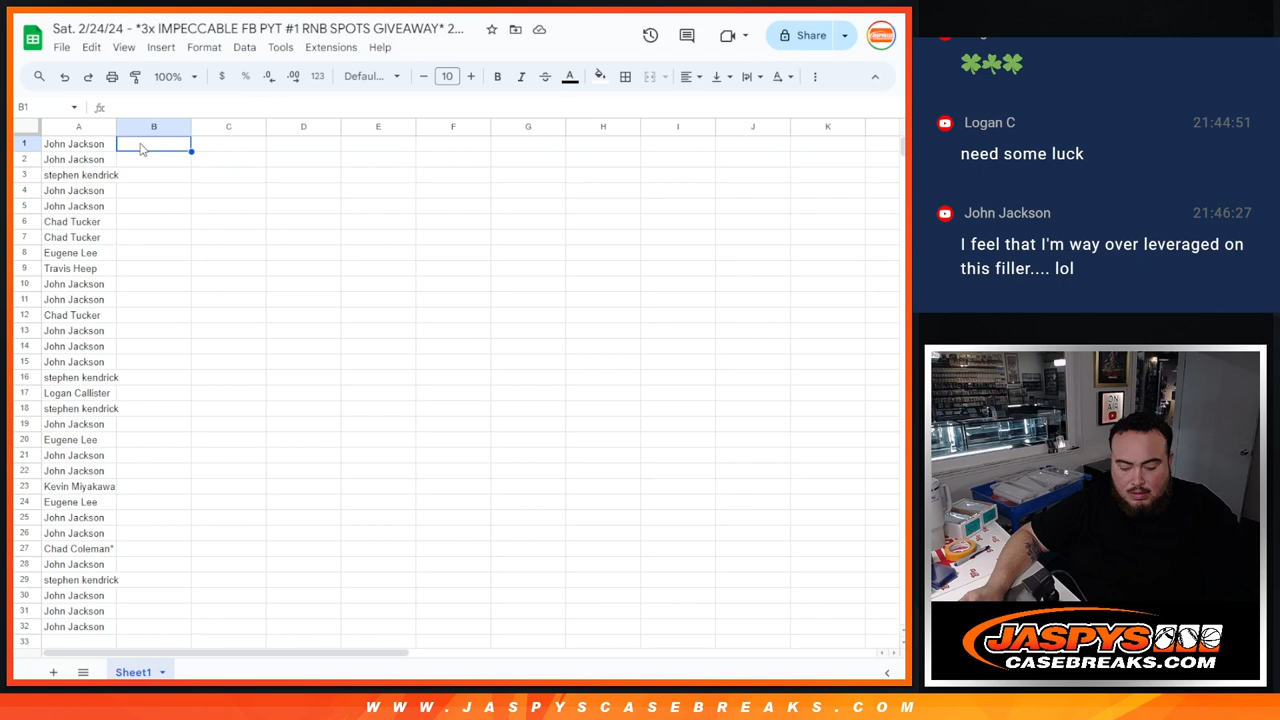 Sat. 2/24/24 - *3x IMPECCABLE FB PYT #1 RNB SPOTS GIVEAWAY* 2...
File Edit View Insert Format Data Tools Extensions Help
Share
100% $ % .0 .00 123 Defaul... 10 B I A
B1 fx
A B C D E F G H I J K
1 John Jackson
2 John Jackson
3 stephen kendrick
4 John Jackson
5 John Jackson
6 Chad Tucker
7 Chad Tucker
8 Eugene Lee
9 Travis Heep
10 John Jackson
11 John Jackson
12 Chad Tucker
13 John Jackson
14 John Jackson
15 John Jackson
16 stephen kendrick
17 Logan Callister
18 stephen kendrick
19 John Jackson
20 Eugene Lee
21 John Jackson
22 John Jackson
23 Kevin Miyakawa
24 Eugene Lee
25 John Jackson
26 John Jackson
27 Chad Coleman*
28 John Jackson
29 stephen kendrick
30 John Jackson
31 John Jackson
32 John Jackson
33
Sheet1
Logan C 21:44:51
need some luck
John Jackson 21:46:27
I feel that I'm way over leveraged on
this filler.... lol
JASPYS
CASEBREAKS.COM
WWW.JASPYSCASEBREAKS.COM